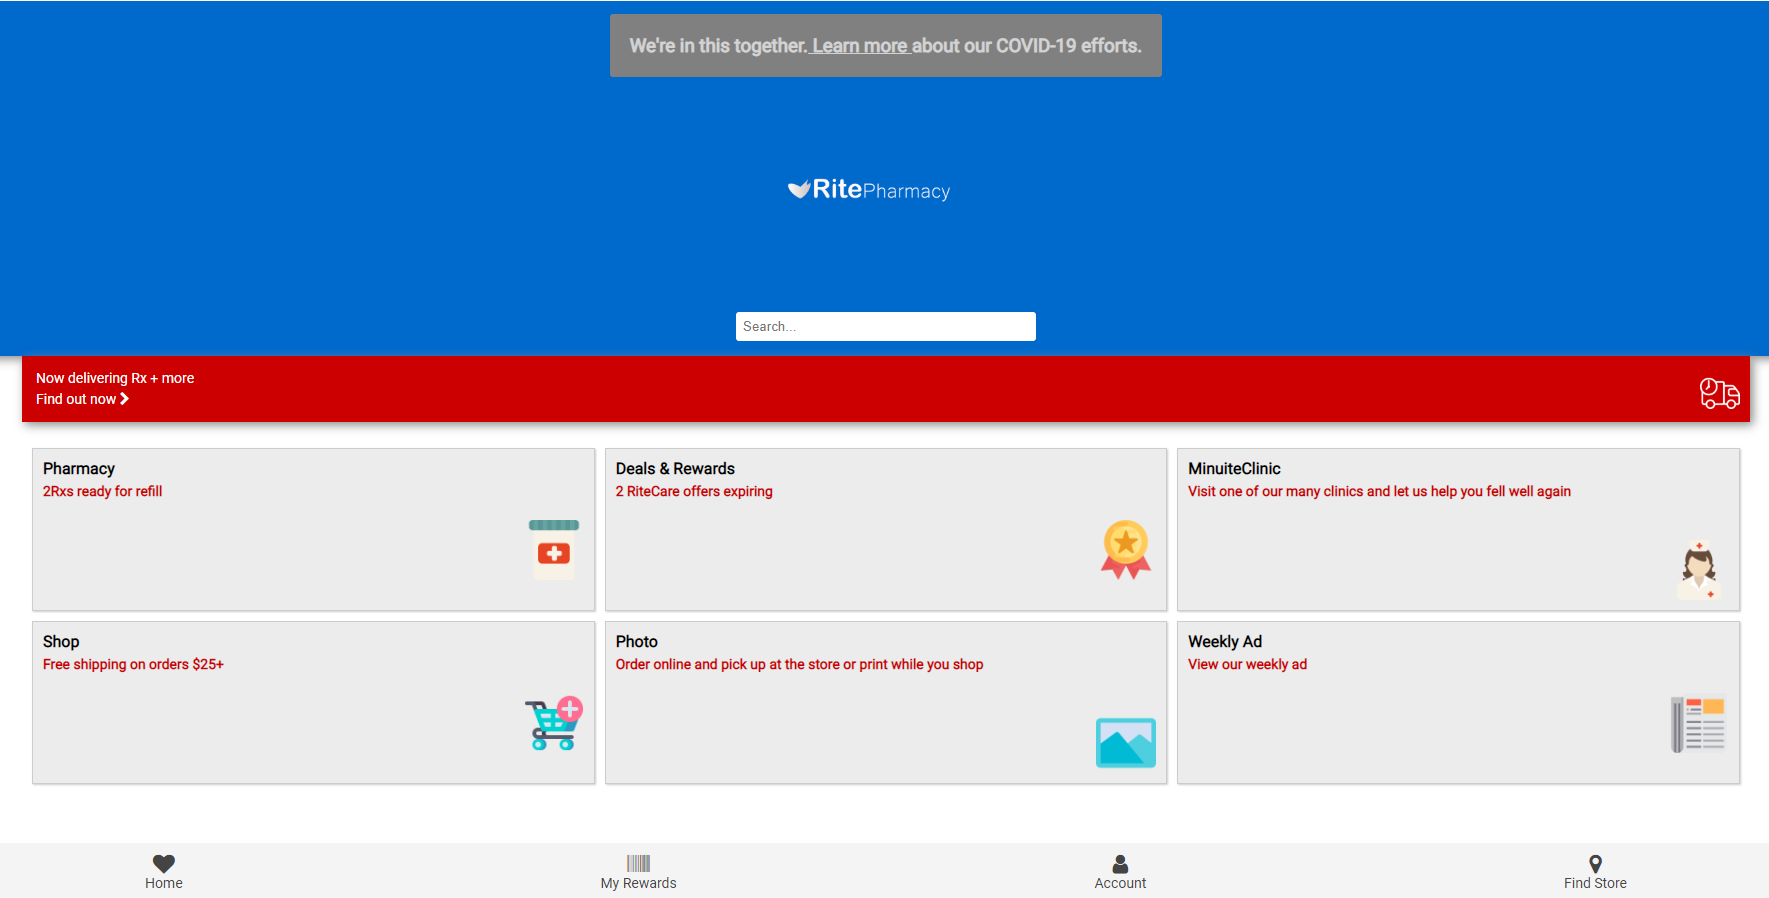 We're in this together. Learn more about our COVID-19 efforts.
RitePharmacy
Search...
Now delivering Rx + more
Find out now
Pharmacy
2Rxs ready for refill
Deals & Rewards
2 RiteCare offers expiring
MinuiteClinic
Visit one of our many clinics and let us help you fell well again
Shop
Free shipping on orders $25+
Photo
Order online and pick up at the store or print while you shop
Weekly Ad
View our weekly ad
Home
My Rewards
Account
Find Store